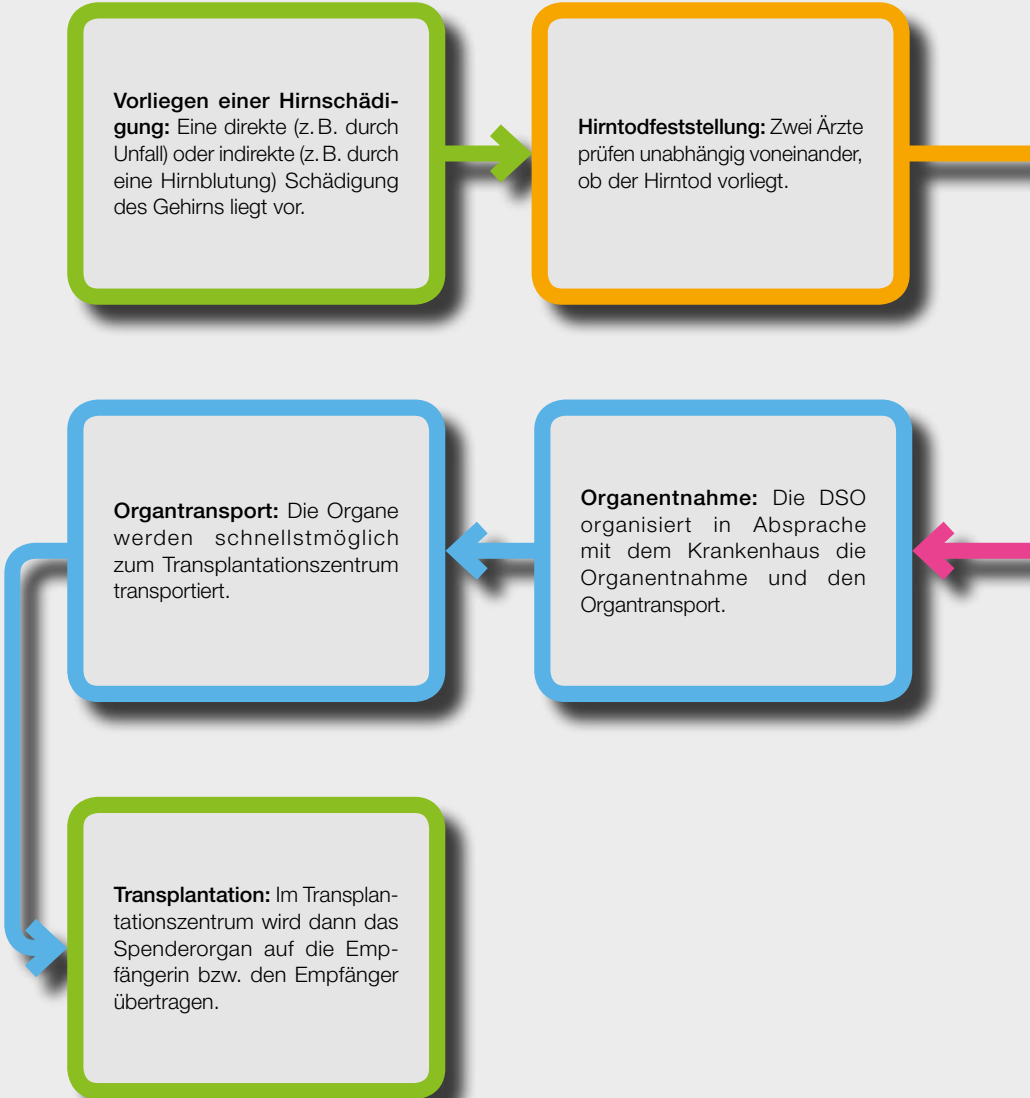 Vorliegen einer Hirnschädi-
gung: Eine direkte (z. B. durch
Unfall) oder indirekte (z. B. durch
eine Hirnblutung) Schädigung
des Gehirns liegt vor.
Hirntodfeststellung: Zwei Ärzte
prüfen unabhängig voneinander,
ob der Hirntod vorliegt.
Organentnahme: Die DSO
organisiert in Absprache
mit dem Krankenhaus die
Organentnahme und den
Organtransport.
Organtransport: Die Organe
werden schnellstmöglich
zum Transplantationszentrum
transportiert.
Transplantation: Im Transplan-
tationszentrum wird dann das
Spenderorgan auf die Emp-
fängerin bzw. den Empfänger
übertragen.